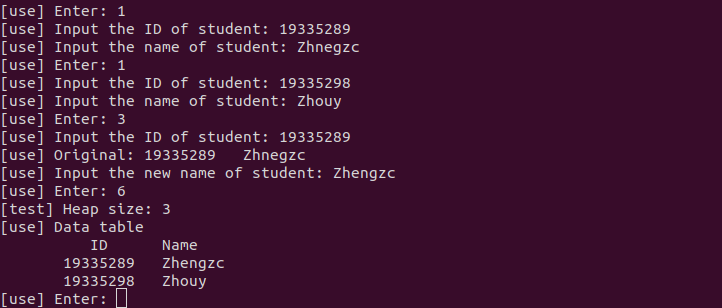 [use] Enter: 1
[use] Input the ID of student: 19335289
[use] Input the name of student: Zhnegzc
[use] Enter: 1
[use] Input the ID of student: 19335298
[use] Input the name of student: Zhouy
[use] Enter: 3
[use] Input the ID of student: 19335289
[use] Original: 19335289   Zhnegzc
[use] Input the new name of student: Zhengzc
[use] Enter: 6
[test] Heap size: 3
[use] Data table
ID      Name
19335289   Zhengzc
19335298   Zhouy
[use] Enter: